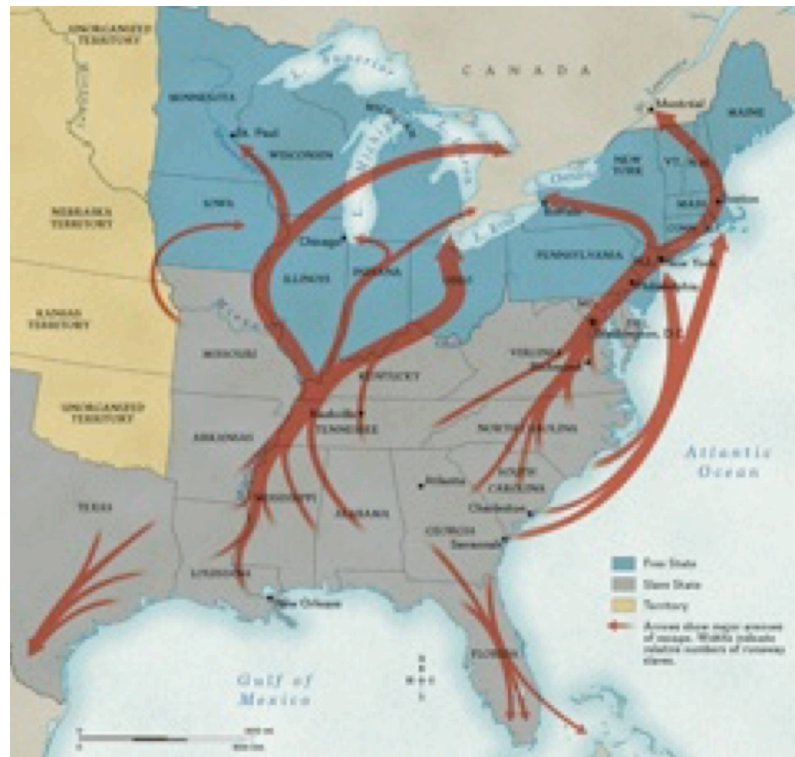 UNORGANIZED
TERRITORY
CANADA
L. Superior
MINNESOTA
St. Paul
WISCONSIN
L. Michigan
Michigan
Montréal
MAINE
NEW
YORK
VT.
Ontario
Buffalo
L. Erie
MASS.
Boston
CONN.
IOWA
NEBRASKA
TERRITORY
Chicago
ILLINOIS
INDIANA
PENNSYLVANIA
N.J.
New York
Philadelphia
KANSAS
TERRITORY
Missouri
MISSOURI
Washington, D.C.
DEL.
VIRGINIA
Richmond
KENTUCKY
UNORGANIZED
TERRITORY
Nashville
TENNESSEE
NORTH CAROLINA
ARKANSAS
Atlantic
Ocean
SOUTH
CAROLINA
Atlanta
TEXAS
MISSISSIPPI
ALABAMA
Charleston
GEORGIA
Savannah
LOUISIANA
New Orleans
FLORIDA
Gulf of
Mexico
Free State
Slave State
Territory
Arrows show major avenues
of escape. Widths indicate
relative numbers of runaway
slaves.
N
S
0